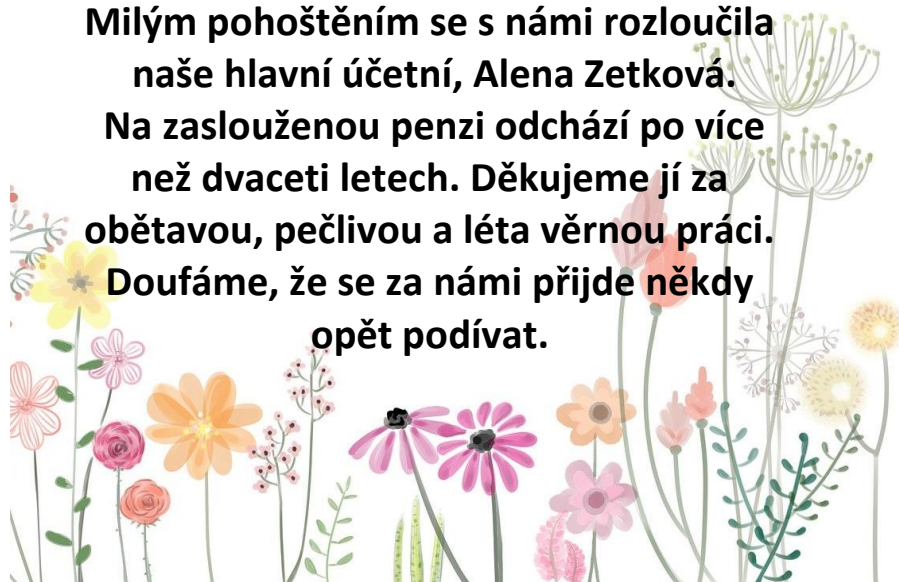 Milým pohoštěním se s námi rozloučila
naše hlavní účetní, Alena Zetková.
Na zaslouženou penzi odchází po více
než dvaceti letech. Děkujeme jí za
obětavou, pečlivou a léta věrnou práci.
Doufáme, že se za námi přijde někdy
opět podívat.